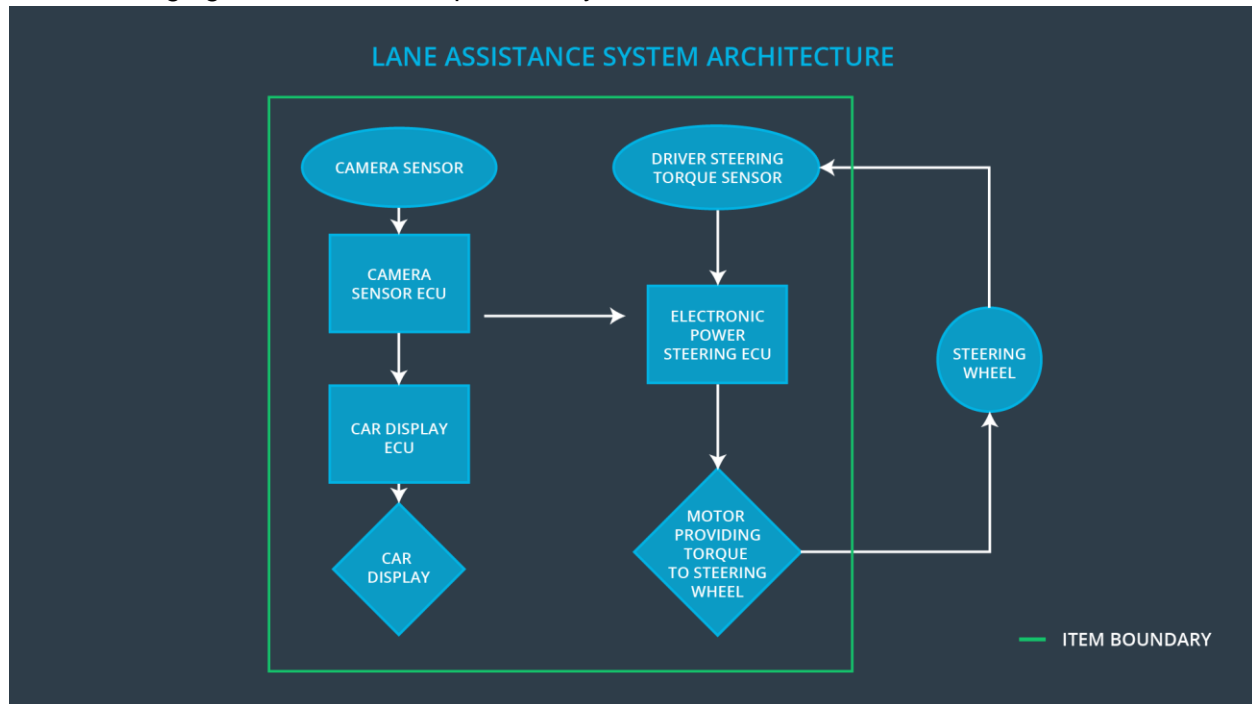 LANE ASSISTANCE SYSTEM ARCHITECTURE
CAMERA SENSOR
CAMERA
SENSOR ECU
CAR DISPLAY
ECU
CAR
DISPLAY
DRIVER STEERING
TORQUE SENSOR
ELECTRONIC
POWER
STEERING ECU
MOTOR
PROVIDING
TORQUE
TO STEERING
WHEEL
STEERING
WHEEL
ITEM BOUNDARY